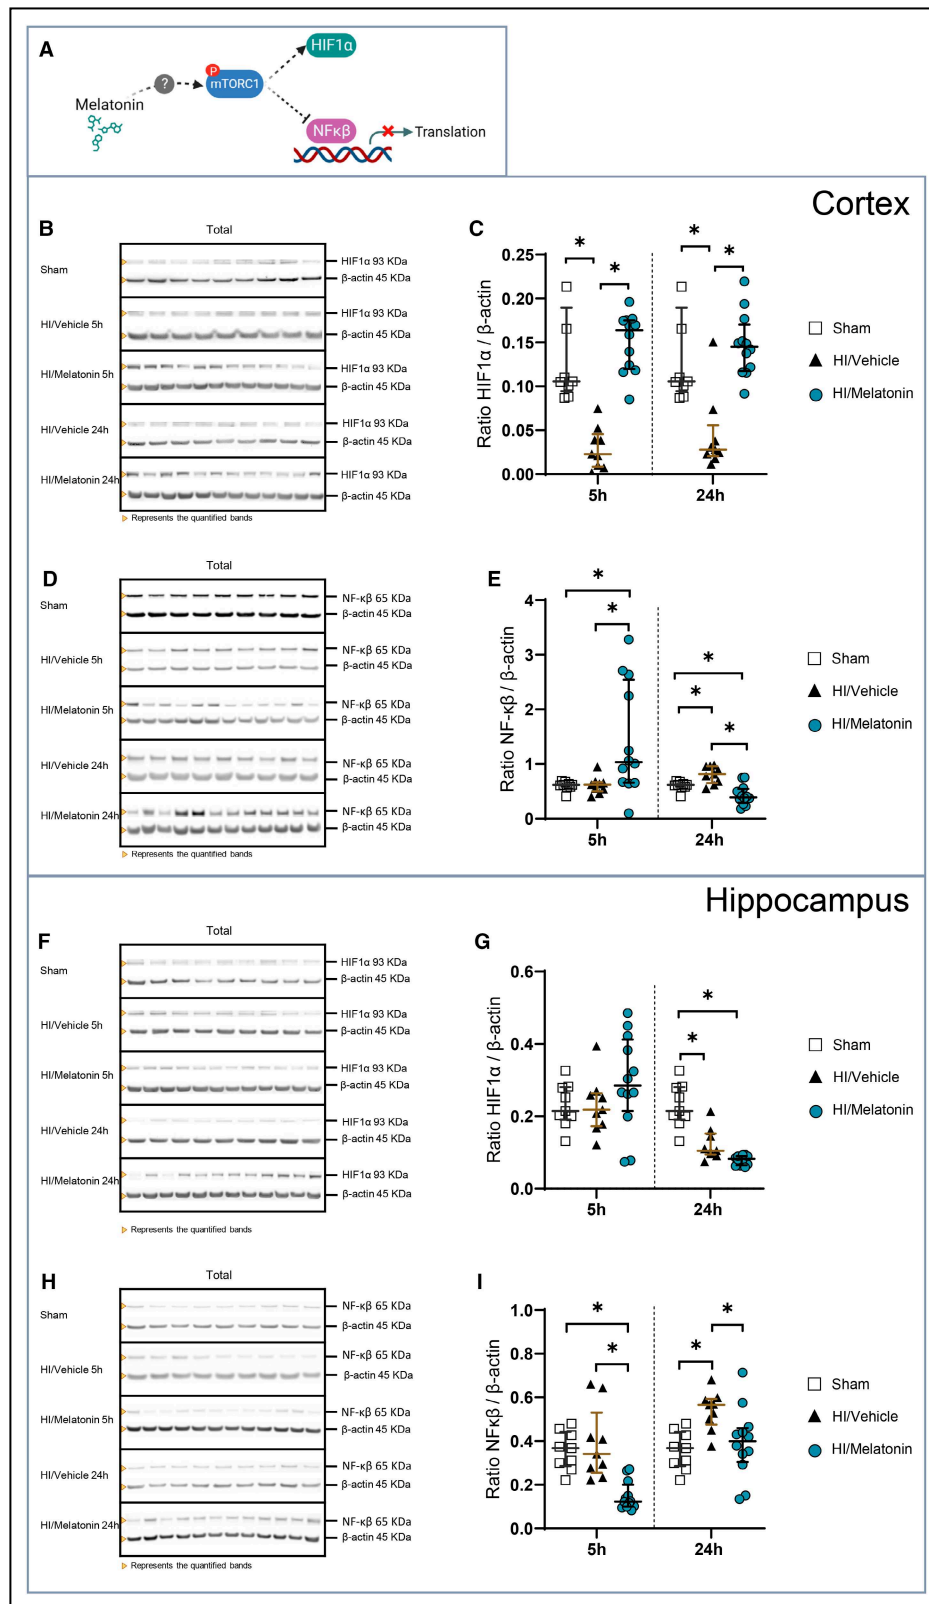 A
HIF1α
P
?
mTORC1
Melatonin
NFκβ
Translation
Cortex
B
Total
Sham
HIF1α 93 KDa
β-actin 45 KDa
HI/Vehicle 5h
HIF1α 93 KDa
β-actin 45 KDa
HI/Melatonin 5h
HIF1α 93 KDa
β-actin 45 KDa
HI/Vehicle 24h
HIF1α 93 KDa
β-actin 45 KDa
HI/Melatonin 24h
HIF1α 93 KDa
β-actin 45 KDa
Represents the quantified bands
C
Ratio HIF1α / β-actin
0.25
0.20
0.15
0.10
0.05
0.00
* * * *
5h
24h
Sham
HI/Vehicle
HI/Melatonin
D
Total
Sham
NF-κβ 65 KDa
β-actin 45 KDa
HI/Vehicle 5h
NF-κβ 65 KDa
β-actin 45 KDa
HI/Melatonin 5h
NF-κβ 65 KDa
β-actin 45 KDa
HI/Vehicle 24h
NF-κβ 65 KDa
β-actin 45 KDa
HI/Melatonin 24h
NF-κβ 65 KDa
β-actin 45 KDa
Represents the quantified bands
E
Ratio NF-κβ / β-actin
4
3
2
1
0
* * * * *
5h
24h
Sham
HI/Vehicle
HI/Melatonin
Hippocampus
F
Total
Sham
HIF1α 93 KDa
β-actin 45 KDa
HI/Vehicle 5h
HIF1α 93 KDa
β-actin 45 KDa
HI/Melatonin 5h
HIF1α 93 KDa
β-actin 45 KDa
HI/Vehicle 24h
HIF1α 93 KDa
β-actin 45 KDa
HI/Melatonin 24h
HIF1α 93 KDa
β-actin 45 KDa
Represents the quantified bands
G
Ratio HIF1α / β-actin
0.6
0.4
0.2
0.0
* *
5h
24h
Sham
HI/Vehicle
HI/Melatonin
H
Total
Sham
NF-κβ 65 KDa
β-actin 45 KDa
HI/Vehicle 5h
NF-κβ 65 KDa
β-actin 45 KDa
HI/Melatonin 5h
NF-κβ 65 KDa
β-actin 45 KDa
HI/Vehicle 24h
NF-κβ 65 KDa
β-actin 45 KDa
HI/Melatonin 24h
NF-κβ 65 KDa
β-actin 45 KDa
Represents the quantified bands
I
Ratio NFκβ / β-actin
1.0
0.8
0.6
0.4
0.2
0.0
* * * *
5h
24h
Sham
HI/Vehicle
HI/Melatonin